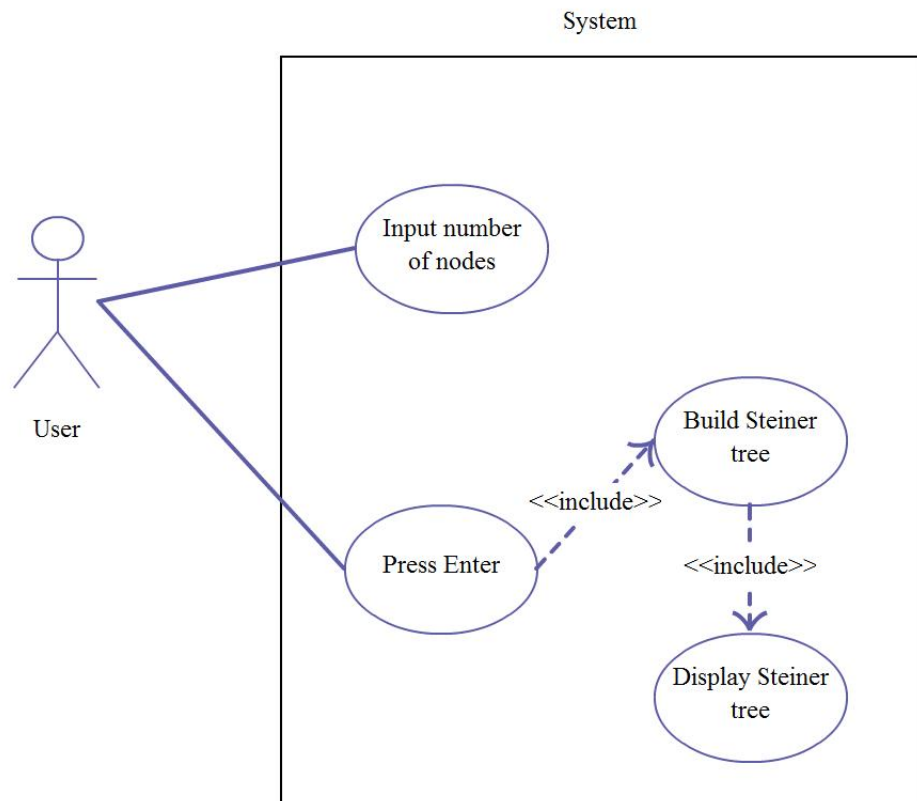 System
Input number
of nodes
User
Build Steiner
tree
<<include>>
Press Enter
<<include>>
Display Steiner
tree